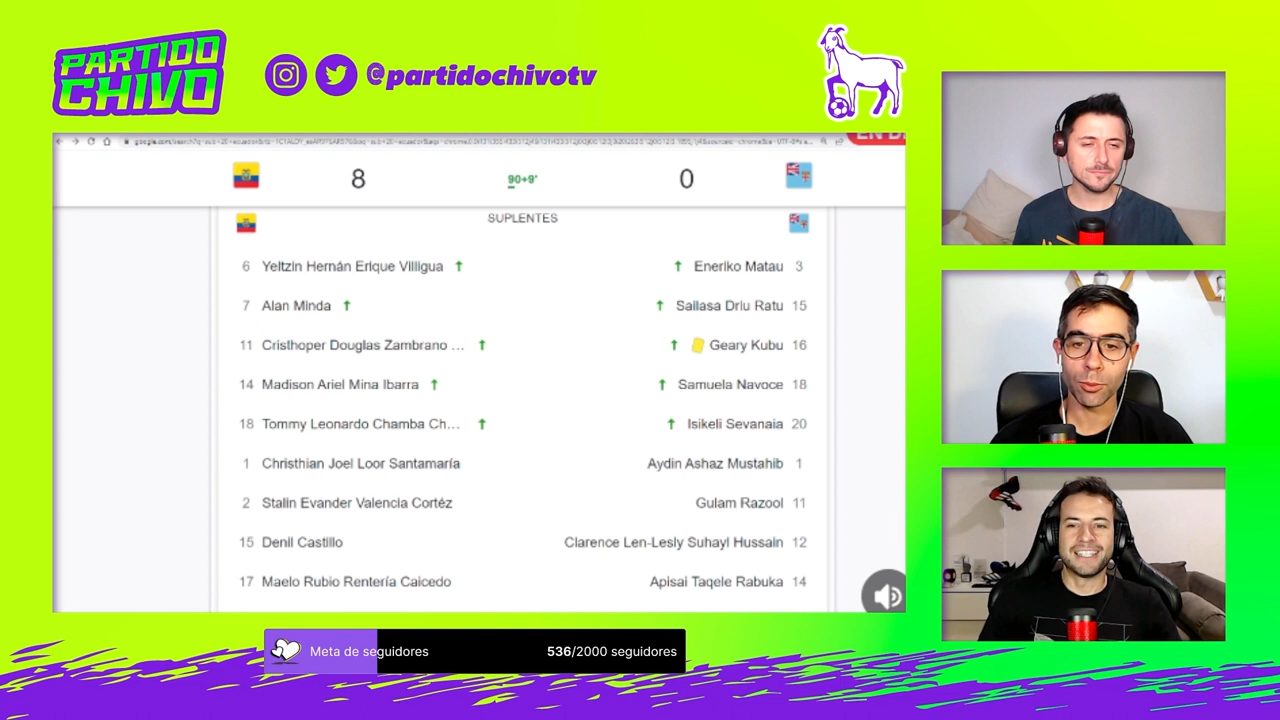 PARTIDO
CHIVO
@partidochivotv
8 90+9' 0
SUPLENTES
6 Yeltzin Hernán Erique Villigua Eneriko Matau 3
7 Alan Minda Sailasa Driu Ratu 15
11 Cristhoper Douglas Zambrano ... Geary Kubu 16
14 Madison Ariel Mina Ibarra Samuela Navoce 18
18 Tommy Leonardo Chamba Ch... Isikeli Sevanaia 20
1 Christhian Joel Loor Santamaría Aydin Ashaz Mustahib 1
2 Stalin Evander Valencia Cortéz Gulam Razool 11
15 Denil Castillo Clarence Len-Lesly Suhayl Hussain 12
17 Maelo Rubio Rentería Caicedo Apisai Taqele Rabuka 14
Meta de seguidores 536/2000 seguidores